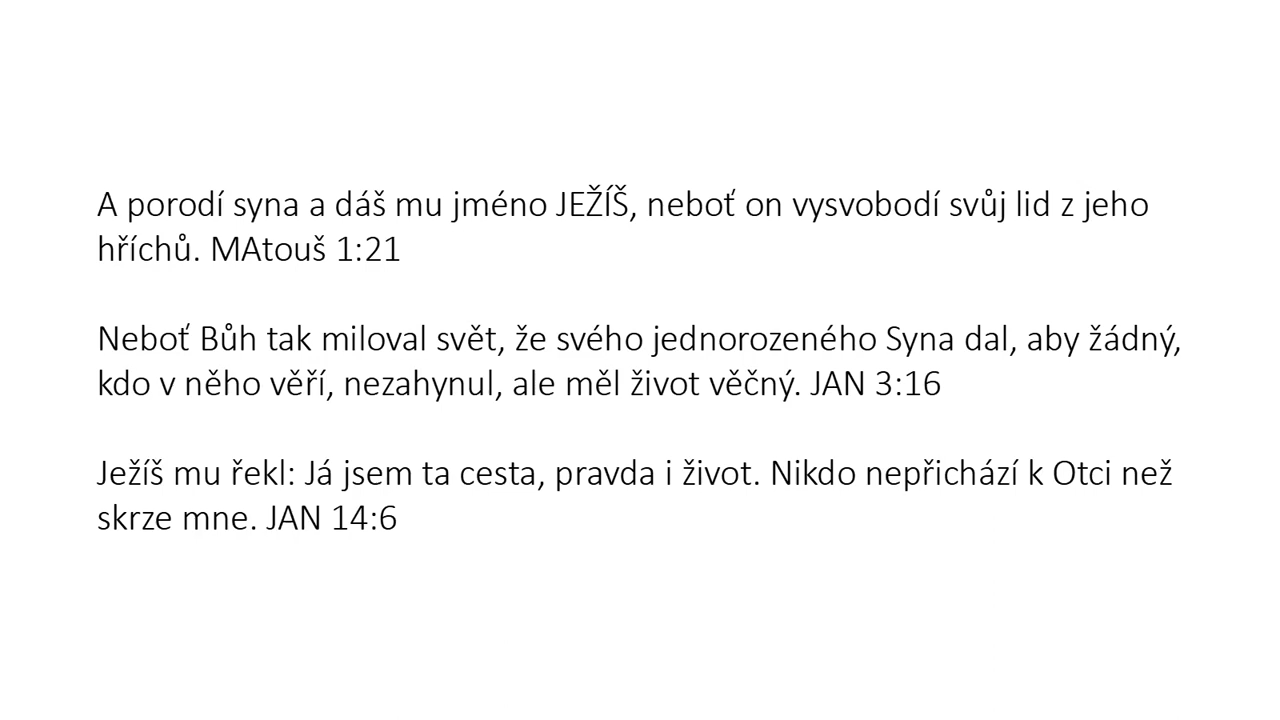 A porodí syna a dáš mu jméno JEŽÍŠ, neboť on vysvobodí svůj lid z jeho
hříchů. MAtouš 1:21
Neboť Bůh tak miloval svět, že svého jednorozeného Syna dal, aby žádný,
kdo v něho věří, nezahynul, ale měl život věčný. JAN 3:16
Ježíš mu řekl: Já jsem ta cesta, pravda i život. Nikdo nepřichází k Otci než
skrze mne. JAN 14:6